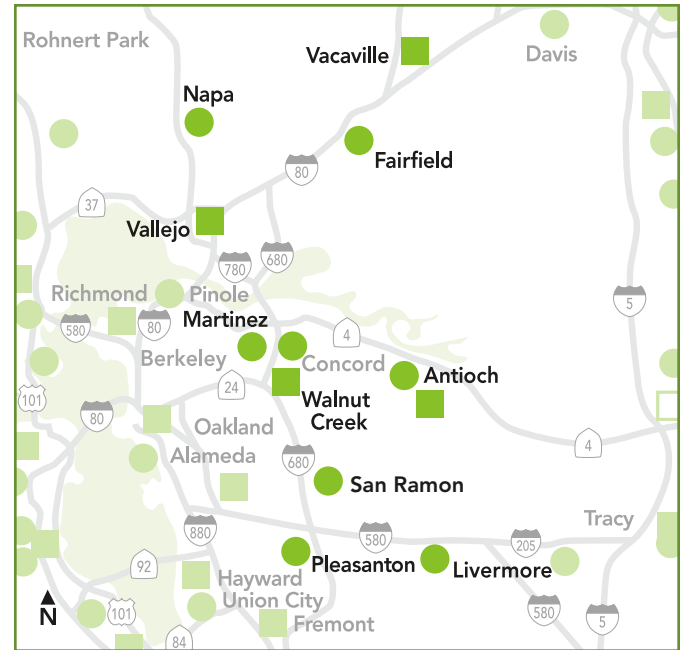 Rohnert Park
Vacaville
Davis
Napa
Fairfield
80
37
Vallejo
680
780
Richmond
Pinole
5
580
80
Martinez
4
Berkeley
Concord
24
Antioch
101
Walnut
Creek
80
Oakland
4
Alameda
680
San Ramon
Tracy
880
580
205
92
Pleasanton
Livermore
Hayward
Union City
N
101
580
5
Fremont
84